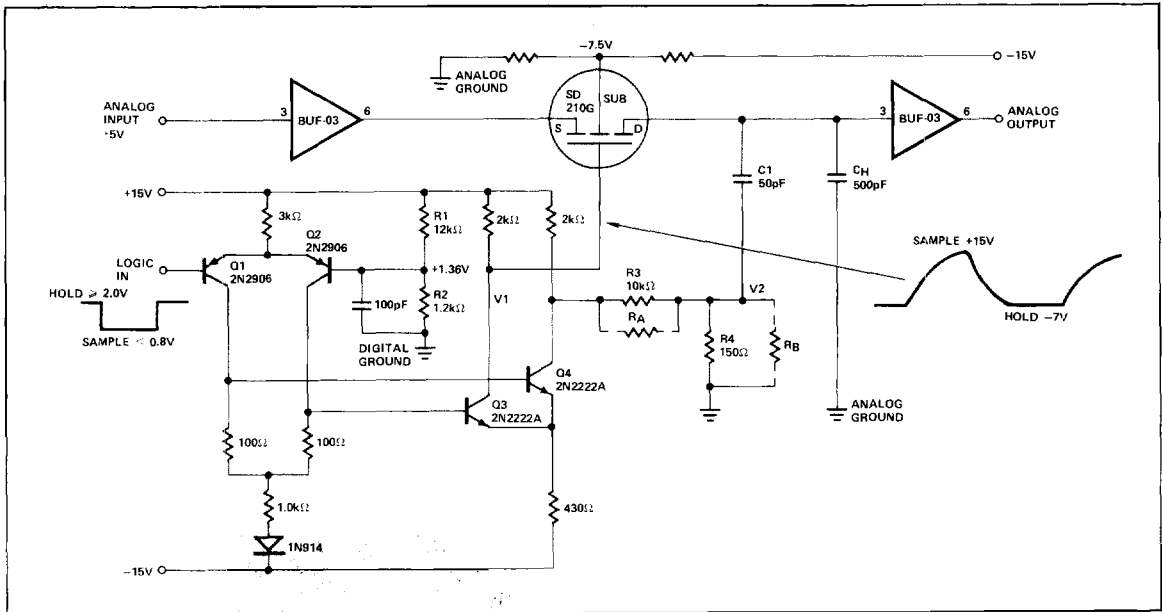 -7.5V
-15V
ANALOG
GROUND
SD
210G
SUB
S
D
ANALOG
INPUT
+5V
3
BUF-03
6
3
BUF-03
6
ANALOG
OUTPUT
C1
50pF
CH
500pF
+15V
3kΩ
R1
12kΩ
2kΩ
2kΩ
Q2
2N2906
LOGIC
IN
Q1
2N2906
+1.36V
HOLD ⩾ 2.0V
SAMPLE < 0.8V
100pF
R2
1.2kΩ
DIGITAL
GROUND
V1
R3
10kΩ
RA
V2
R4
150Ω
RB
SAMPLE +15V
HOLD -7V
Q4
2N2222A
Q3
2N2222A
ANALOG
GROUND
100Ω
100Ω
1.0kΩ
430Ω
1N914
-15V